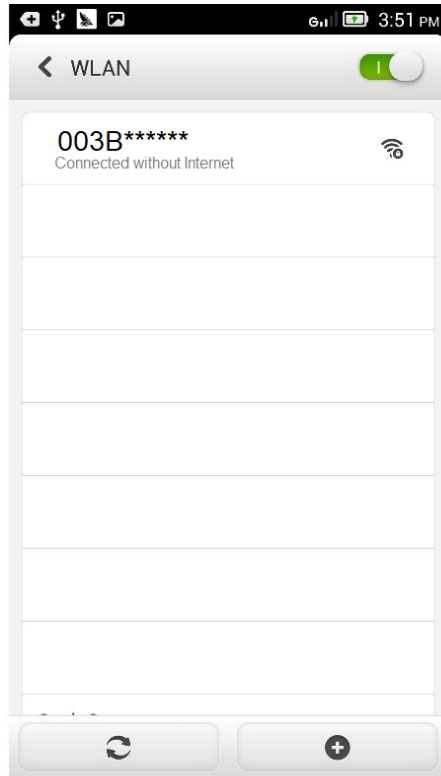 G 3:51 PM
WLAN
003B******
Connected without Internet